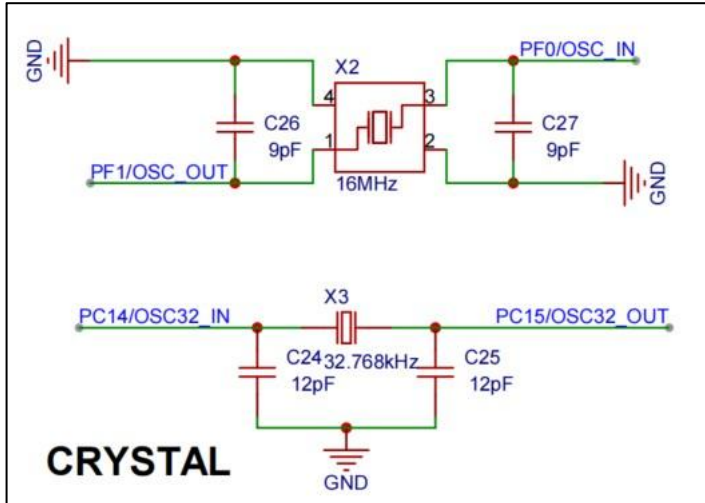 GND
PF0/OSC_IN
X2
4
3
C26
9pF
C27
9pF
1
2
PF1/OSC_OUT
16MHz
GND
PC14/OSC32_IN
X3
PC15/OSC32_OUT
C24
32.768kHz
C25
12pF
12pF
CRYSTAL
GND